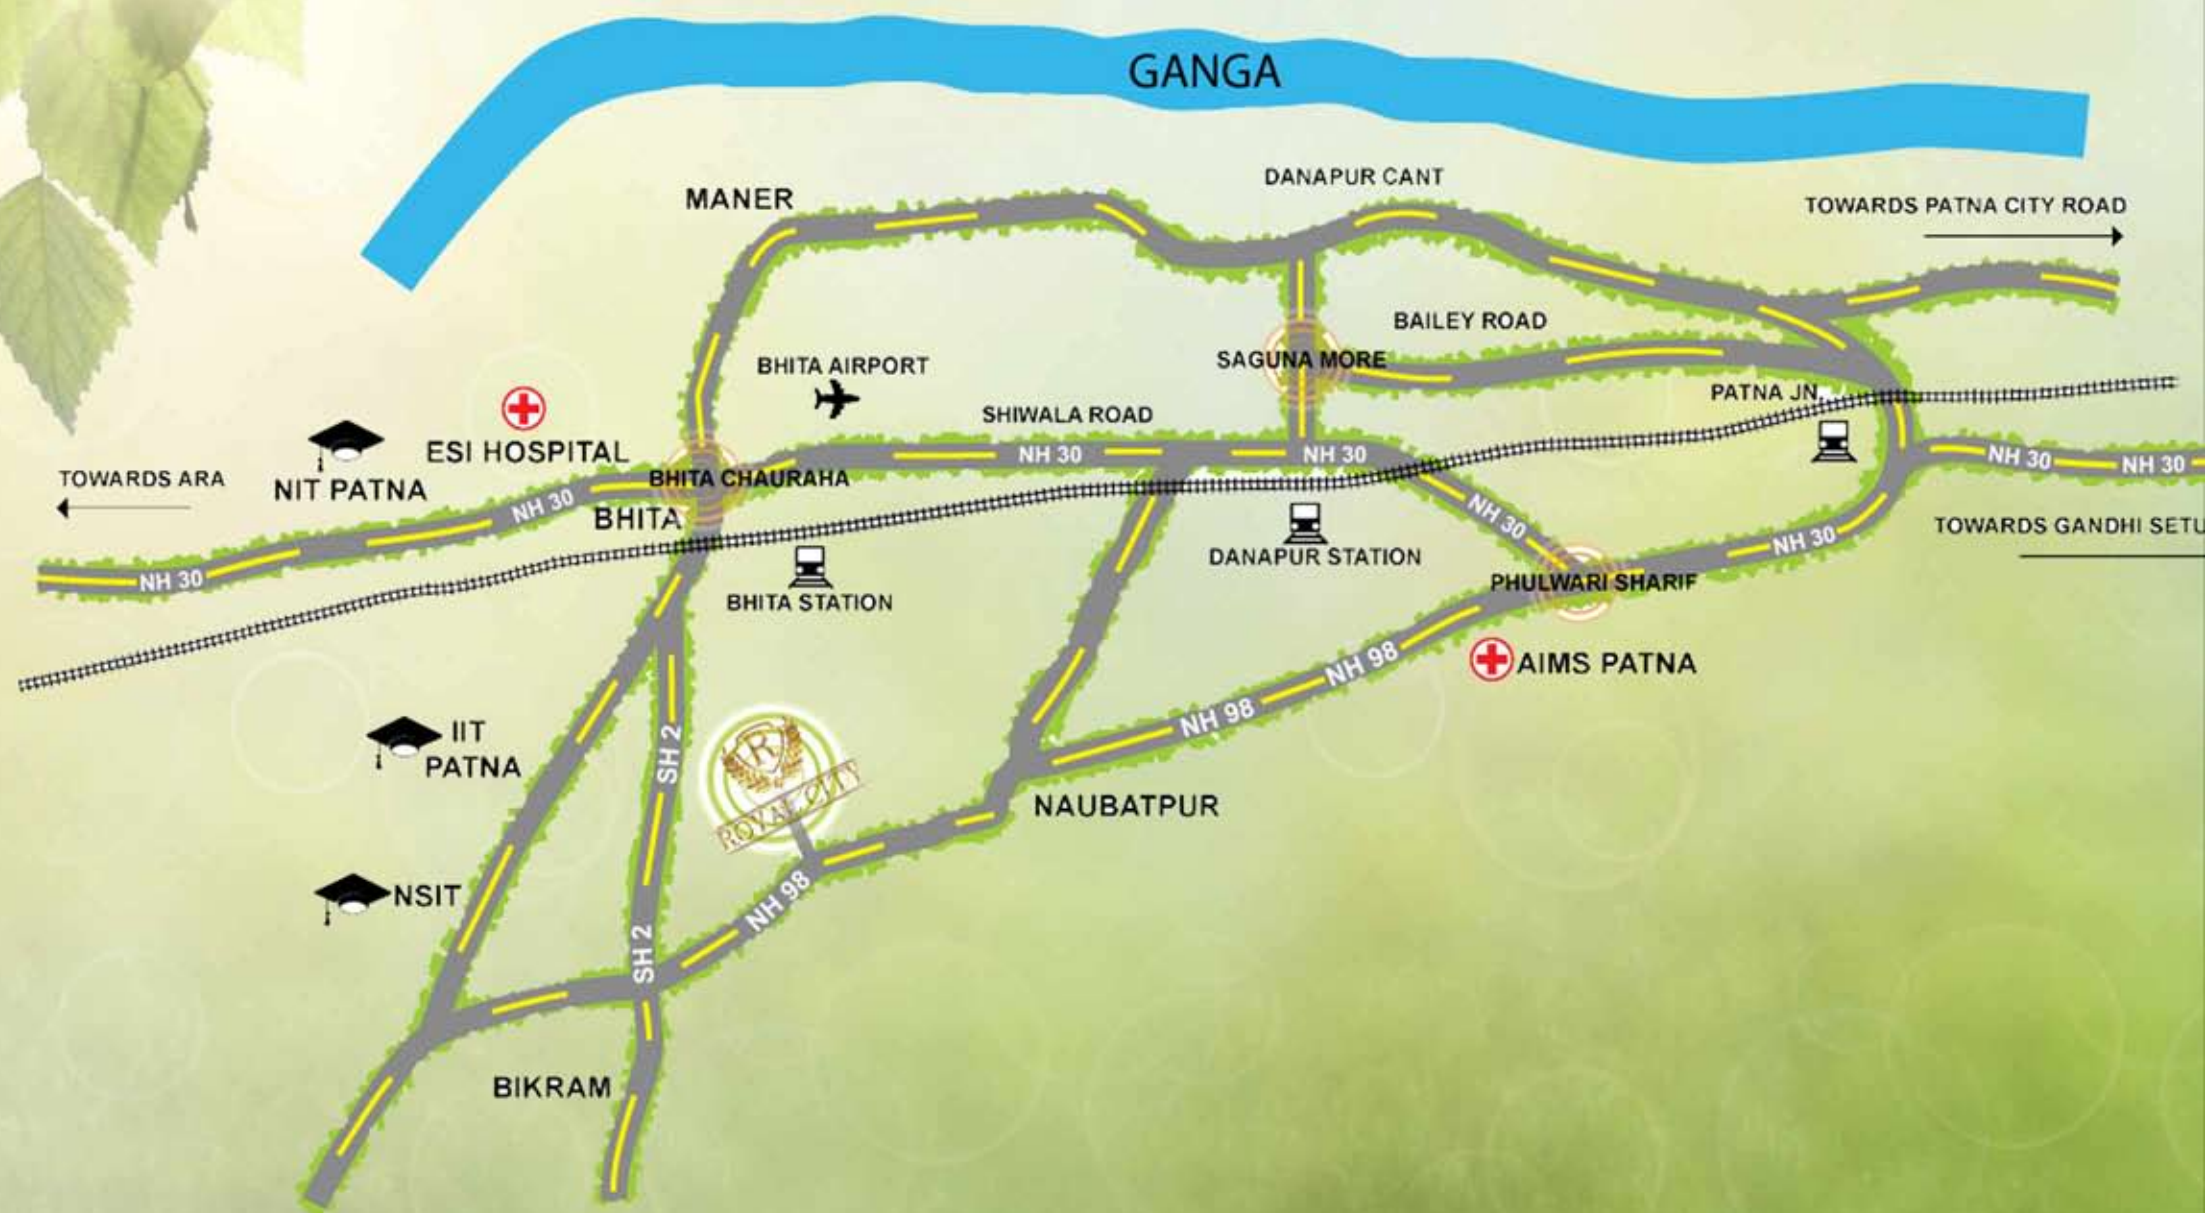 GANGA
DANAPUR CANT
MANER
TOWARDS PATNA CITY ROAD
BAILEY ROAD
SAGUNA MORE
BHITA AIRPORT
PATNA JN.
SHIWALA ROAD
ESI HOSPITAL
NH 30
NH 30
NH 30
NH 30
BHITA CHAURAHA
TOWARDS ARA
NIT PATNA
NH 30
BHITA
NH 30
TOWARDS GANDHI SETU
NH 30
DANAPUR STATION
NH 30
PHULWARI SHARIF
BHITA STATION
NH 98
AIMS PATNA
NH 98
IIT
PATNA
SH 2
R
ROYAL CITY
NAUBATPUR
NSIT
NH 98
SH 2
BIKRAM